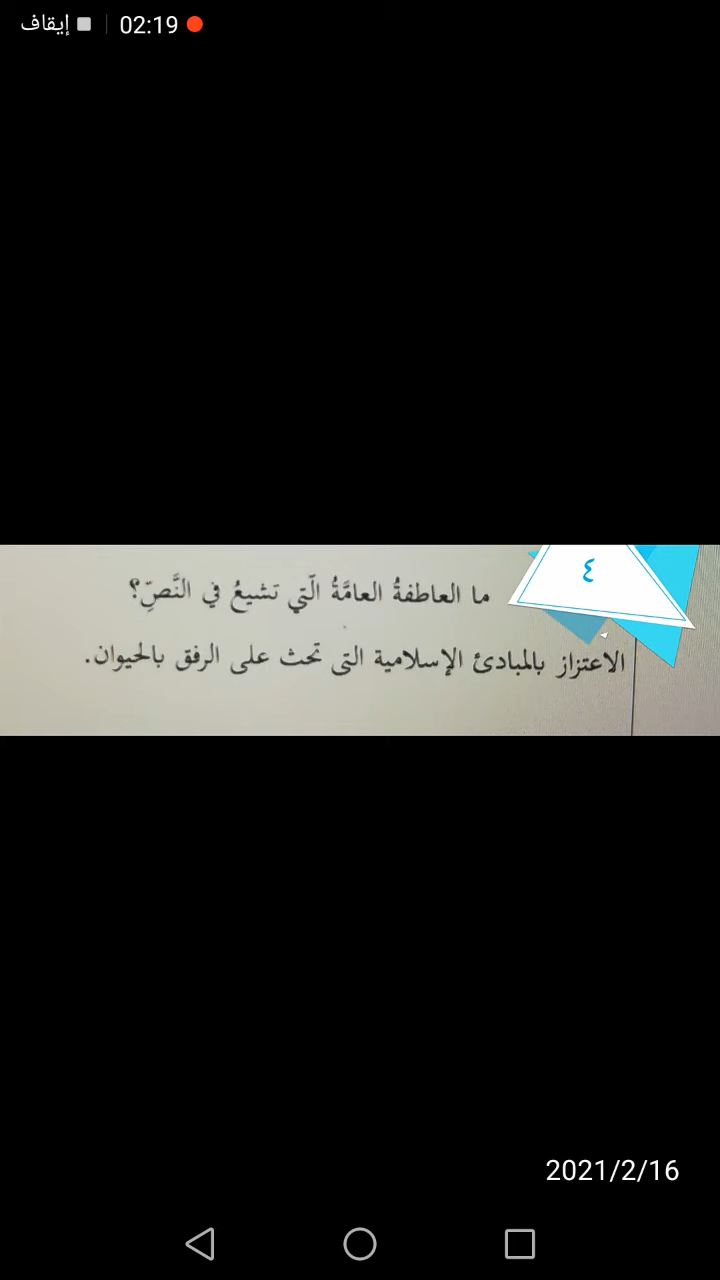 إيقاف 02:19
٤
ما العاطفةُ العامَّةُ الّتي تشيعُ في النَّصِّ؟
الاعتزاز بالمبادئ الإسلامية التى تحث على الرفق بالحيوان.
2021/2/16